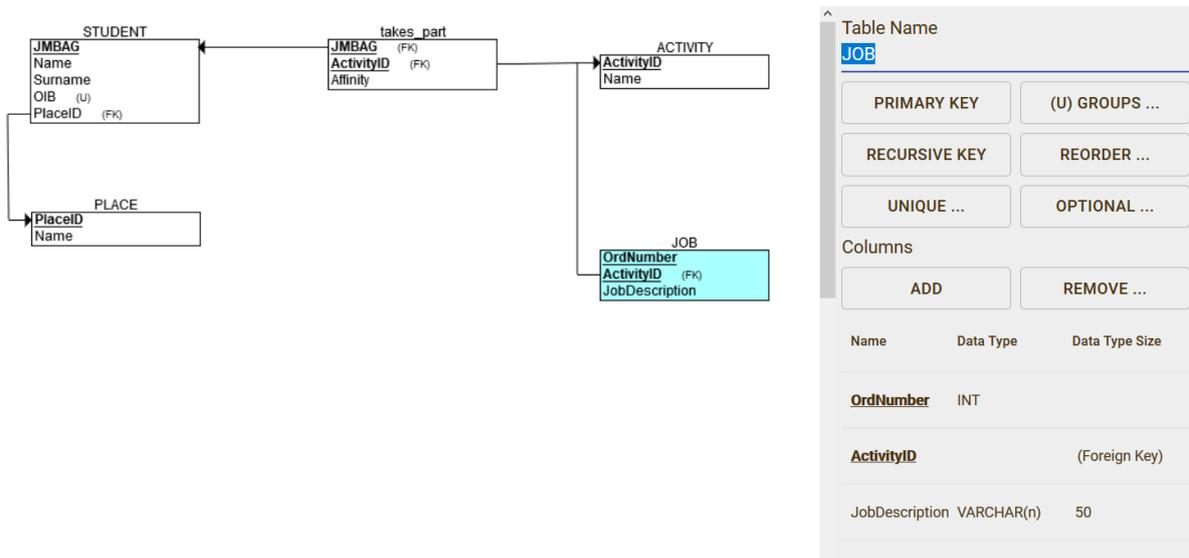 STUDENT
JMBAG
Name
Surname
OIB (U)
PlaceID (FK)
takes_part
JMBAG (FK)
ActivityID (FK)
Affinity
ACTIVITY
ActivityID
Name
PLACE
PlaceID
Name
JOB
OrdNumber
ActivityID (FK)
JobDescription
Table Name
JOB
PRIMARY KEY (U) GROUPS ...
RECURSIVE KEY REORDER ...
UNIQUE ... OPTIONAL ...
Columns
ADD REMOVE ...
Name Data Type Data Type Size
OrdNumber INT
ActivityID (Foreign Key)
JobDescription VARCHAR(n) 50